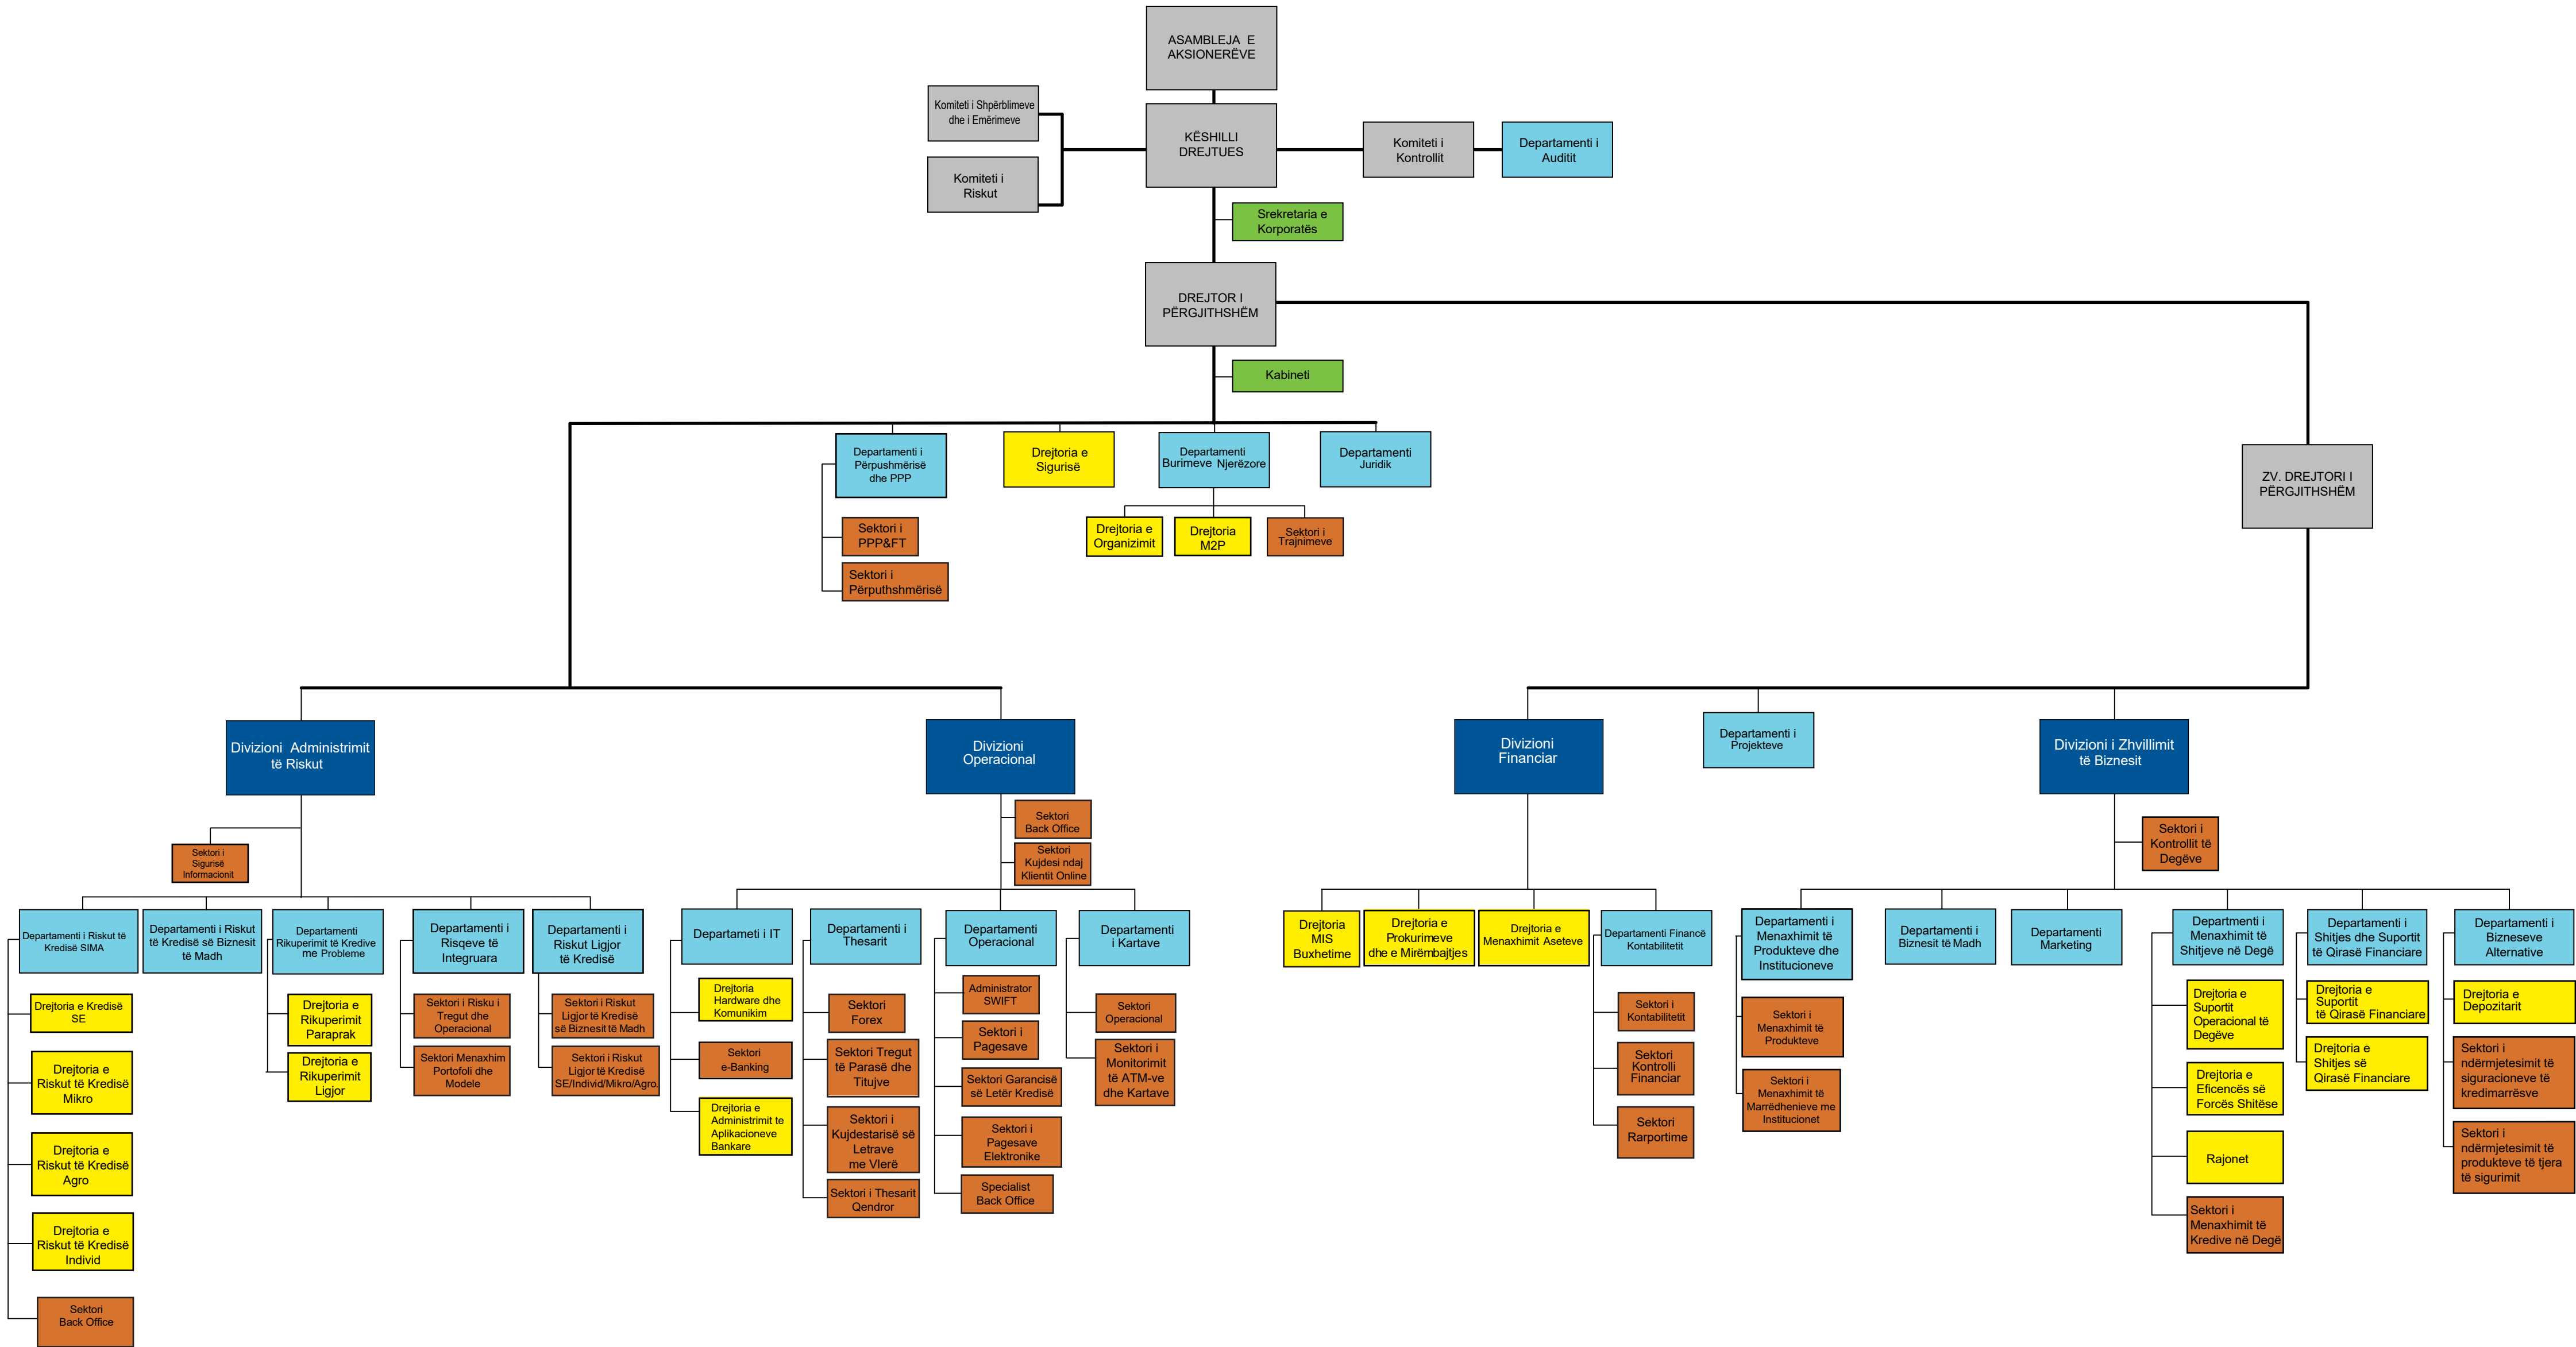 ASAMBLEJA E
AKSIONERËVE
Komiteti i Shpërblimeve
dhe i Emërimeve
KËSHILLI
DREJTUES
Komiteti i
Kontrollit
Departamenti i
Auditit
Komiteti i
Riskut
Srekretaria e
Korporatës
DREJTOR I
PËRGJITHSHËM
Kabineti
Departamenti i
Përpushmërisë
dhe PPP
Drejtoria e
Sigurisë
Departamenti
Burimeve Njerëzore
Departamenti
Juridik
ZV. DREJTORI I
PËRGJITHSHËM
Sektori i
PPP&FT
Sektori i
Përputhshmërisë
Drejtoria e
Organizimit
Drejtoria
M2P
Sektori i
Trajnimeve
Divizioni Administrimit
të Riskut
Divizioni
Operacional
Divizioni
Financiar
Departamenti i
Projekteve
Divizioni i Zhvillimit
të Biznesit
Sektori i
Sigurisë
Informacionit
Sektori
Back Office
Sektori
Kujdesi ndaj
Klientit Online
Sektori i
Kontrollit të
Degëve
Departamenti i Riskut të
Kredisë SIMA
Departamenti i Riskut
të Kredisë së Biznesit
të Madh
Departamenti
Rikuperimit të Kredive
me Probleme
Departamenti i
Risqeve të
Integruara
Departamenti i
Riskut Ligjor
të Kredisë
Departameti i IT
Departamenti i
Thesarit
Departamenti
Operacional
Departamenti
i Kartave
Drejtoria
MIS
Buxhetime
Drejtoria e
Prokurimeve
dhe e Mirëmbajtjes
Drejtoria e
Menaxhimit Aseteve
Departamenti Financë
Kontabilitetit
Departamenti i
Menaxhimit të
Produkteve dhe
Institucioneve
Departamenti i
Biznesit të Madh
Departamenti
Marketing
Departmenti i
Menaxhimit të
Shitjeve në Degë
Departamenti i
Shitjes dhe Suportit
të Qirasë Financiare
Departamenti i
Bizneseve
Alternative
Drejtoria e Kredisë
SE
Drejtoria e
Riskut të Kredisë
Mikro
Drejtoria e
Riskut të Kredisë
Agro
Drejtoria e
Riskut të Kredisë
Individ
Sektori
Back Office
Drejtoria e
Rikuperimit
Paraprak
Drejtoria e
Rikuperimit
Ligjor
Sektori i Risku i
Tregut dhe
Operacional
Sektori Menaxhim
Portofoli dhe
Modele
Sektori i Riskut
Ligjor të Kredisë
së Biznesit të Madh
Sektori i Riskut
Ligjor të Kredisë
SE/Individ/Mikro/Agro.
Drejtoria
Hardware dhe
Komunikim
Sektori
e-Banking
Drejtoria e
Administrimit te
Aplikacioneve
Bankare
Sektori
Forex
Sektori Tregut
të Parasë dhe
Titujve
Sektori i
Kujdestarisë së
Letrave
me Vlerë
Sektori i Thesarit
Qendror
Administrator
SWIFT
Sektori i
Pagesave
Sektori Garancisë
së Letër Kredisë
Sektori i
Pagesave
Elektronike
Specialist
Back Office
Sektori
Operacional
Sektori i
Monitorimit
të ATM-ve
dhe Kartave
Sektori i
Kontabilitetit
Sektori
Kontrolli
Financiar
Sektori
Rarportime
Sektori i
Menaxhimit të
Produkteve
Sektori i
Menaxhimit të
Marrëdhenieve me
Institucionet
Drejtoria e
Suportit
Operacional të
Degëve
Drejtoria e
Eficencës së
Forcës Shitëse
Rajonet
Sektori i
Menaxhimit të
Kredive në Degë
Drejtoria e
Suportit
të Qirasë Financiare
Drejtoria e
Shitjes së
Qirasë Financiare
Drejtoria e
Depozitarit
Sektori i
ndërmjetesimit të
siguracioneve të
kredimarrësve
Sektori i
ndërmjetesimit të
produkteve të tjera
të sigurimit